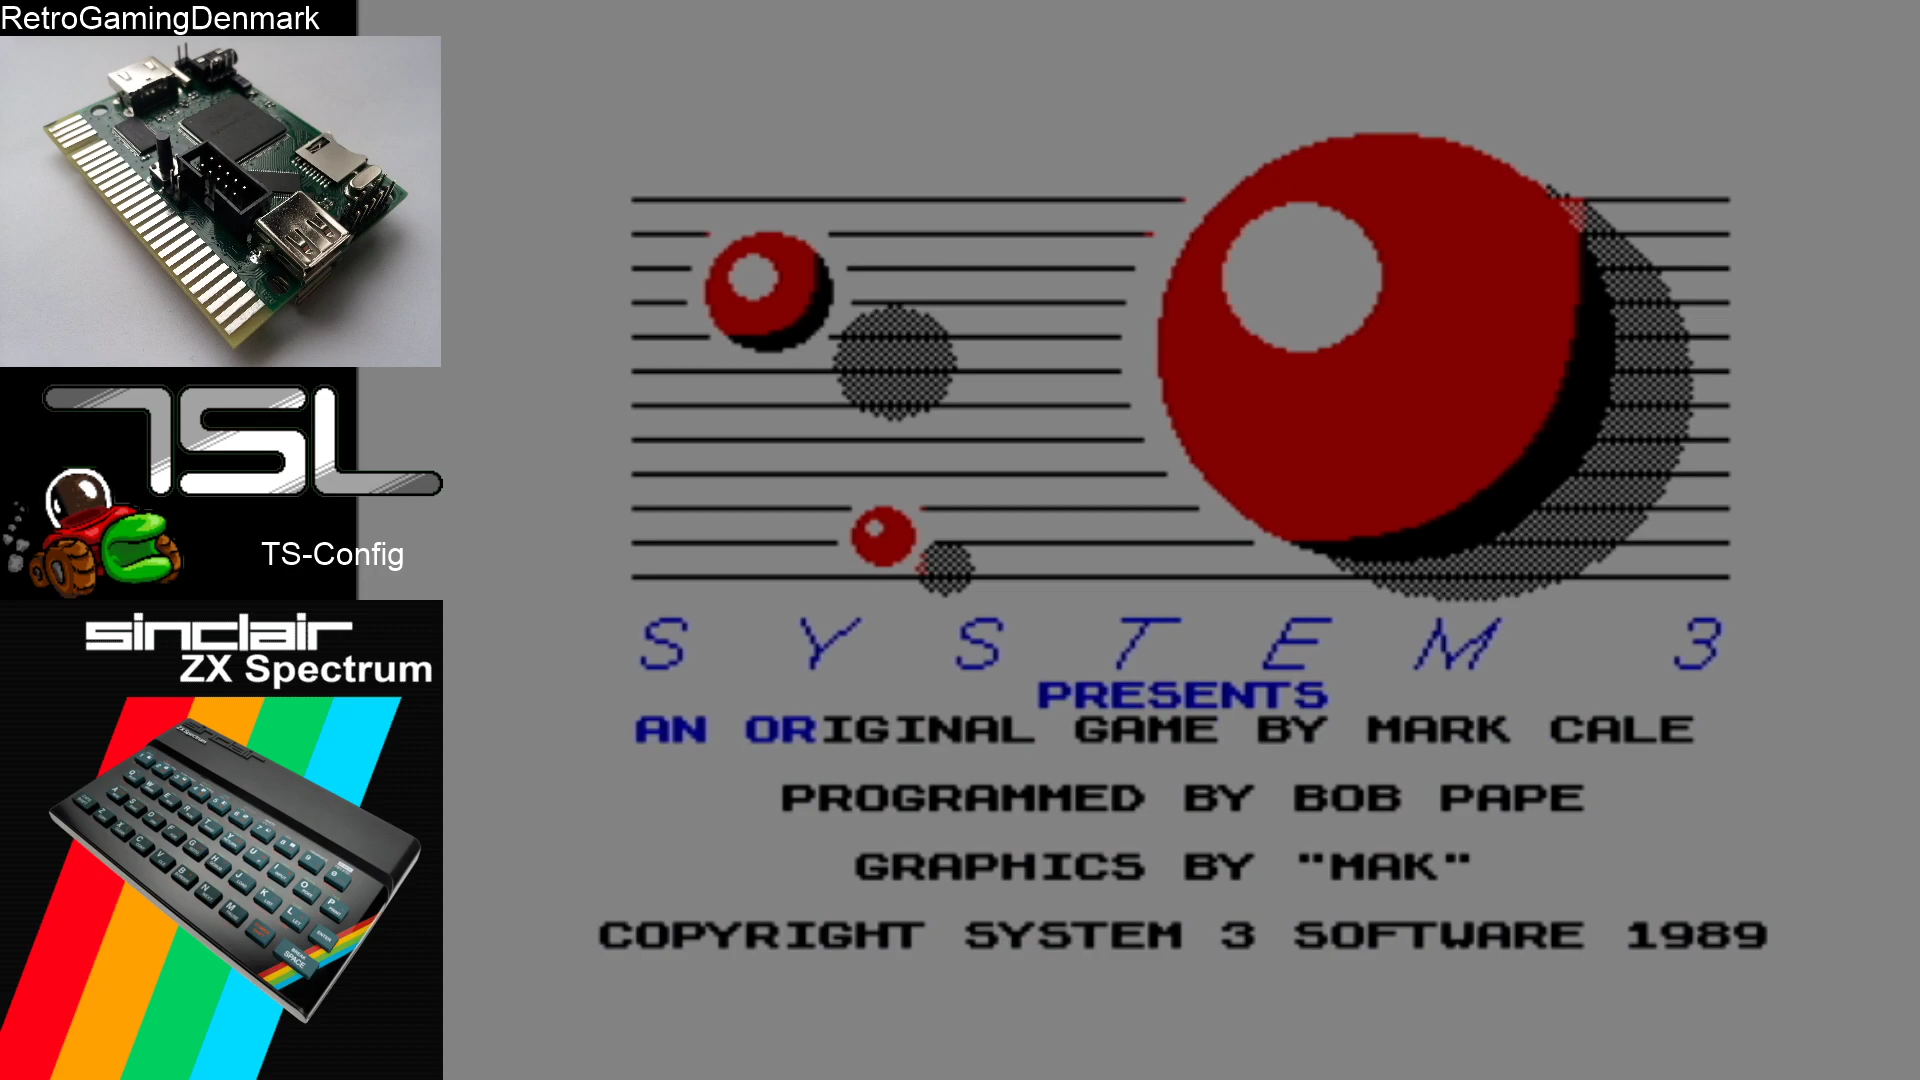 RetroGamingDenmark
TSL
TS-Config
sinclair
ZX Spectrum
S Y S T E M 3
PRESENTS
AN ORIGINAL GAME BY MARK CALE
PROGRAMMED BY BOB PAPE
GRAPHICS BY "MAK"
COPYRIGHT SYSTEM 3 SOFTWARE 1989